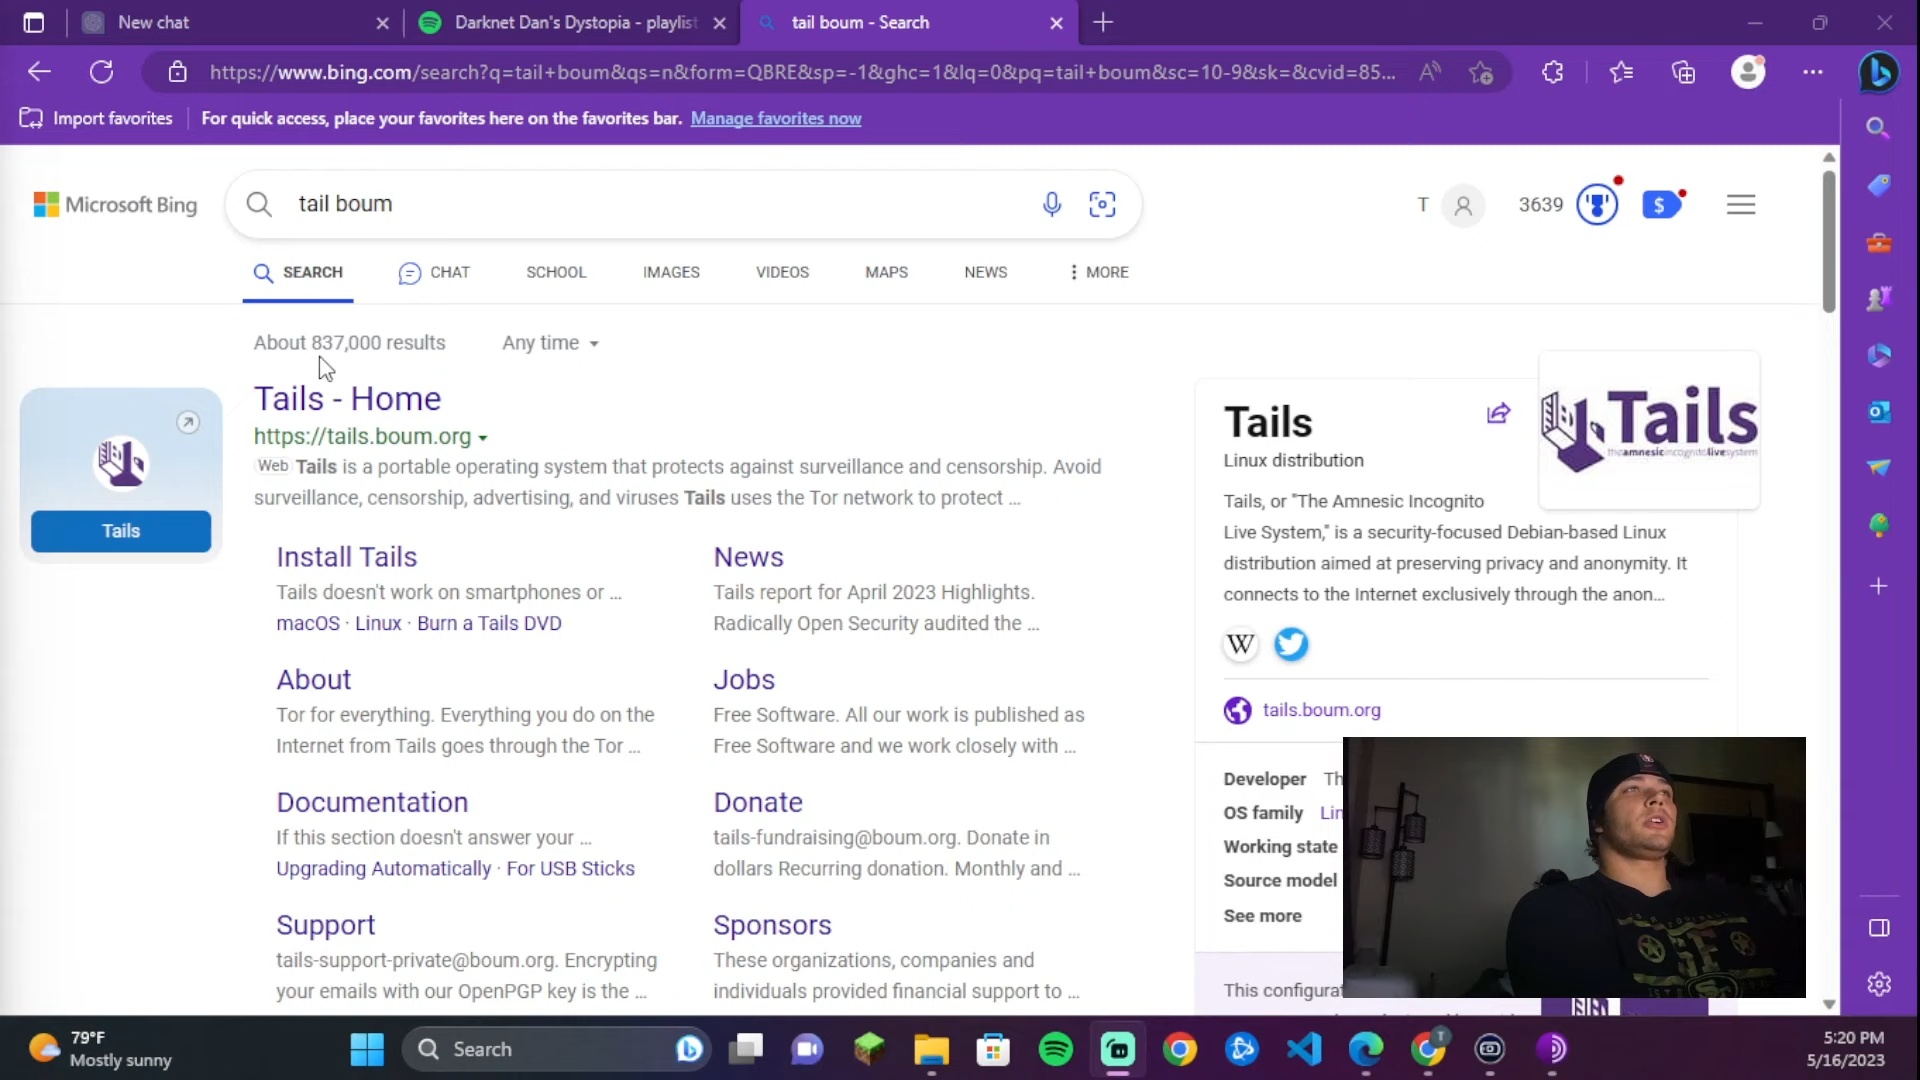 New chat
Darknet Dan's Dystopia - playlist
tail boum - Search
https://www.bing.com/search?q=tail+boum&qs=n&form=QBRE&sp=-1&ghc=1&lq=0&pq=tail+boum&sc=10-9&sk=&cvid=85...
Import favorites
For quick access, place your favorites here on the favorites bar. Manage favorites now
Microsoft Bing
tail boum
T
3639
SEARCH
CHAT
SCHOOL
IMAGES
VIDEOS
MAPS
NEWS
MORE
About 837,000 results
Any time
Tails
Tails - Home
https://tails.boum.org
Web Tails is a portable operating system that protects against surveillance and censorship. Avoid
surveillance, censorship, advertising, and viruses Tails uses the Tor network to protect ...
Install Tails
Tails doesn't work on smartphones or ...
macOS · Linux · Burn a Tails DVD
News
Tails report for April 2023 Highlights.
Radically Open Security audited the ...
About
Tor for everything. Everything you do on the
Internet from Tails goes through the Tor ...
Jobs
Free Software. All our work is published as
Free Software and we work closely with ...
Documentation
If this section doesn't answer your ...
Upgrading Automatically · For USB Sticks
Donate
tails-fundraising@boum.org. Donate in
dollars Recurring donation. Monthly and ...
Support
tails-support-private@boum.org. Encrypting
your emails with our OpenPGP key is the ...
Sponsors
These organizations, companies and
individuals provided financial support to ...
Tails
Linux distribution
Tails
theamnesicincognitolivesystem
Tails, or "The Amnesic Incognito
Live System," is a security-focused Debian-based Linux
distribution aimed at preserving privacy and anonymity. It
connects to the Internet exclusively through the anon...
W
tails.boum.org
Developer Th
OS family Lin
Working state
Source model
See more
This configurat
79°F
Mostly sunny
Search
T
5:20 PM
5/16/2023